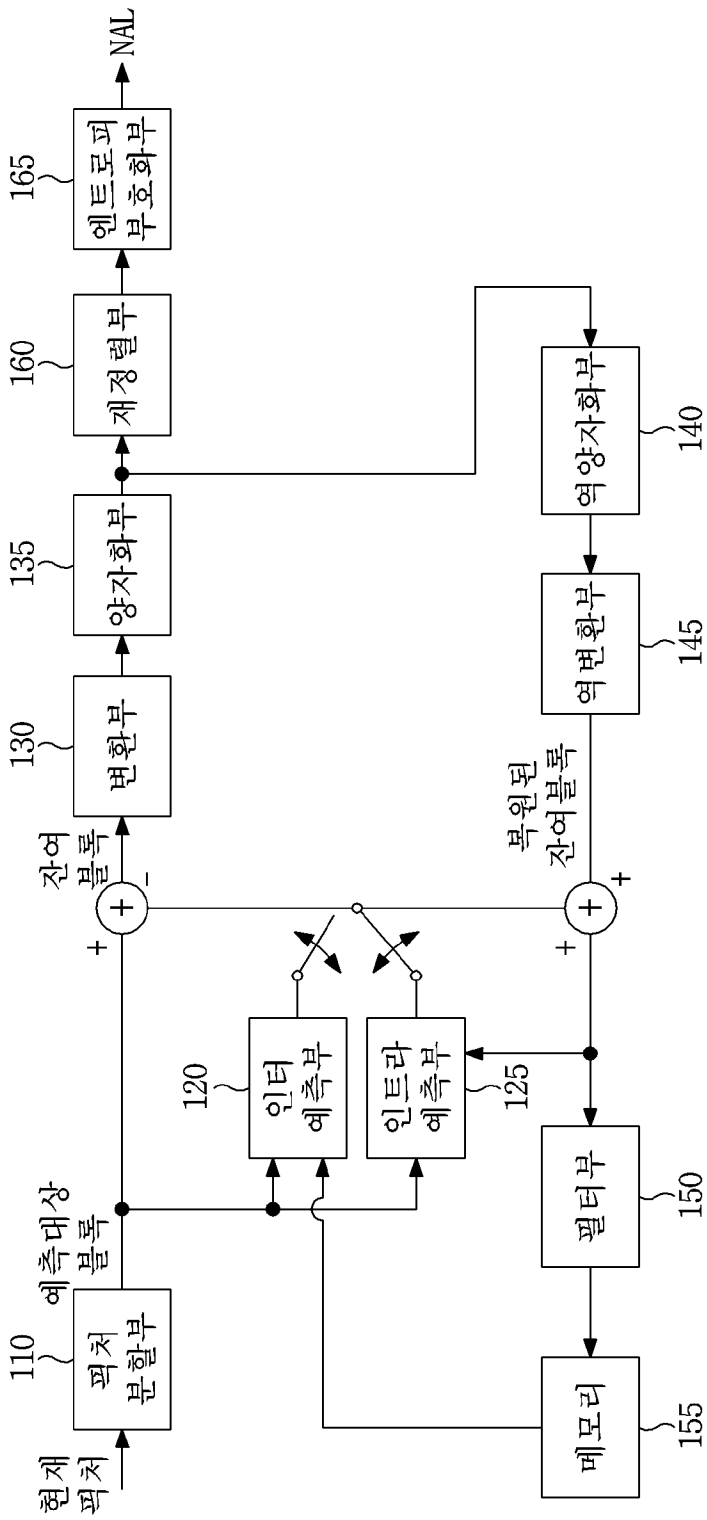 현재
픽처
110
픽처
분할부
예측대상
블록
+
+
-
잔여
블록
130
변환부
135
양자화부
160
재정렬부
165
엔트로피
부호화부
NAL
120
인터
예측부
125
인트라
예측부
155
메모리
150
필터부
+
+
+
복원된
잔여블록
145
역변환부
140
역양자화부